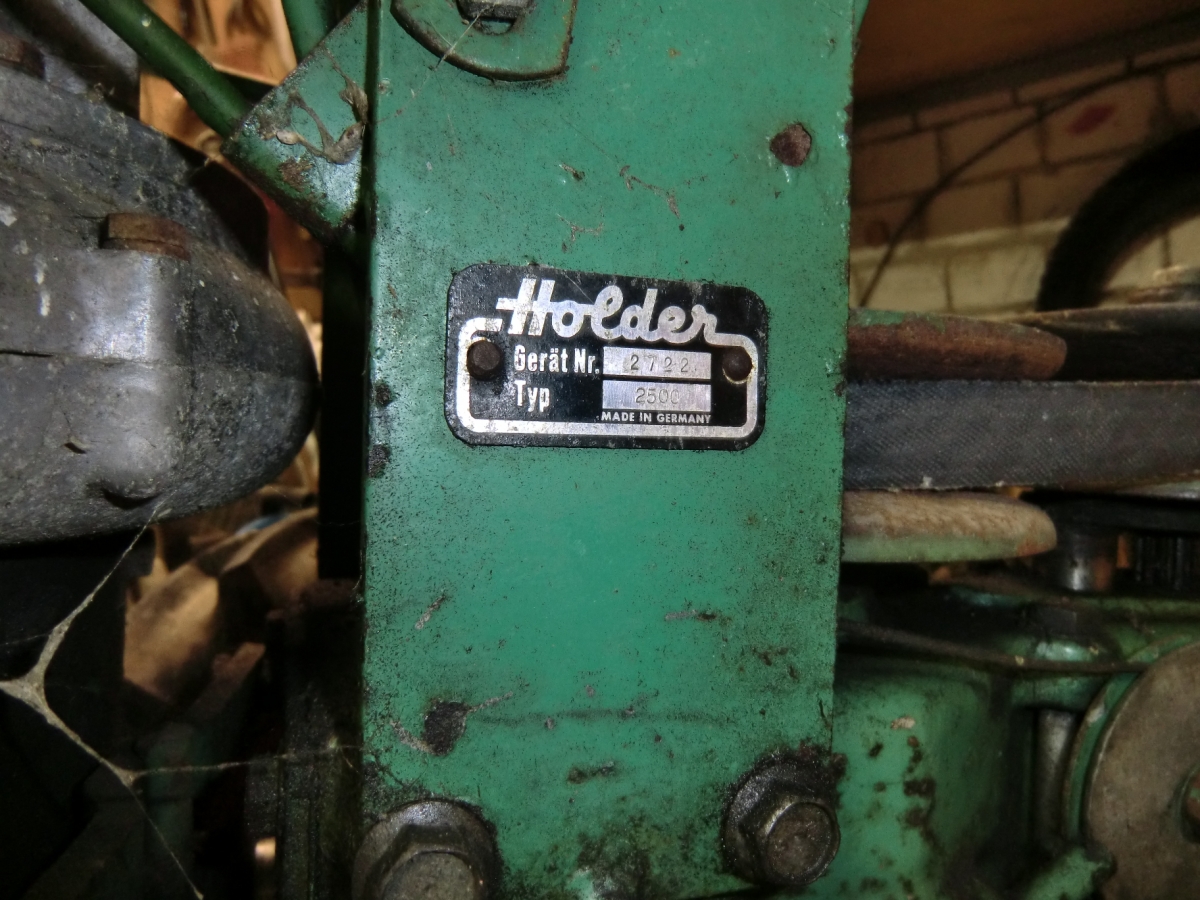 Holder
Gerät Nr. 2722
Typ 2500
MADE IN GERMANY